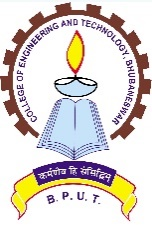 COLLEGE OF ENGINEERING AND TECHNOLOGY, BHUBANESWAR
कर्मणैव हि संसिद्धिम्
B. P. U. T.